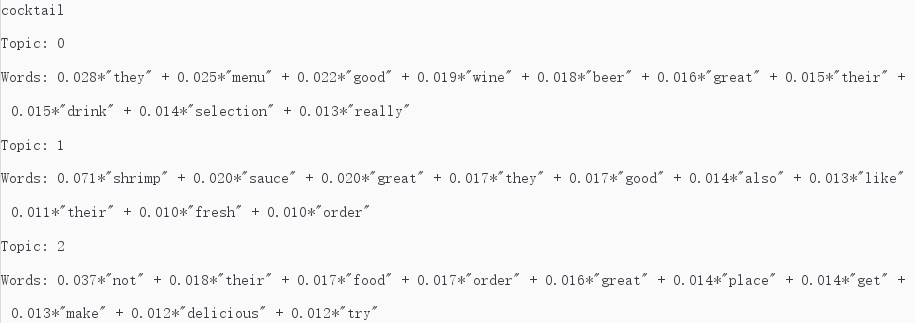 cocktail
Topic: 0
Words: 0.028*"they" + 0.025*"menu" + 0.022*"good" + 0.019*"wine" + 0.018*"beer" + 0.016*"great" + 0.015*"their" +
0.015*"drink" + 0.014*"selection" + 0.013*"really"
Topic: 1
Words: 0.071*"shrimp" + 0.020*"sauce" + 0.020*"great" + 0.017*"they" + 0.017*"good" + 0.014*"also" + 0.013*"like"
0.011*"their" + 0.010*"fresh" + 0.010*"order"
Topic: 2
Words: 0.037*"not" + 0.018*"their" + 0.017*"food" + 0.017*"order" + 0.016*"great" + 0.014*"place" + 0.014*"get" +
0.013*"make" + 0.012*"delicious" + 0.012*"try"